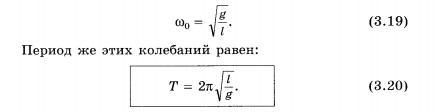 ω₀ = √(g/l). (3.19)
Период же этих колебаний равен:
T = 2π√(l/g). (3.20)